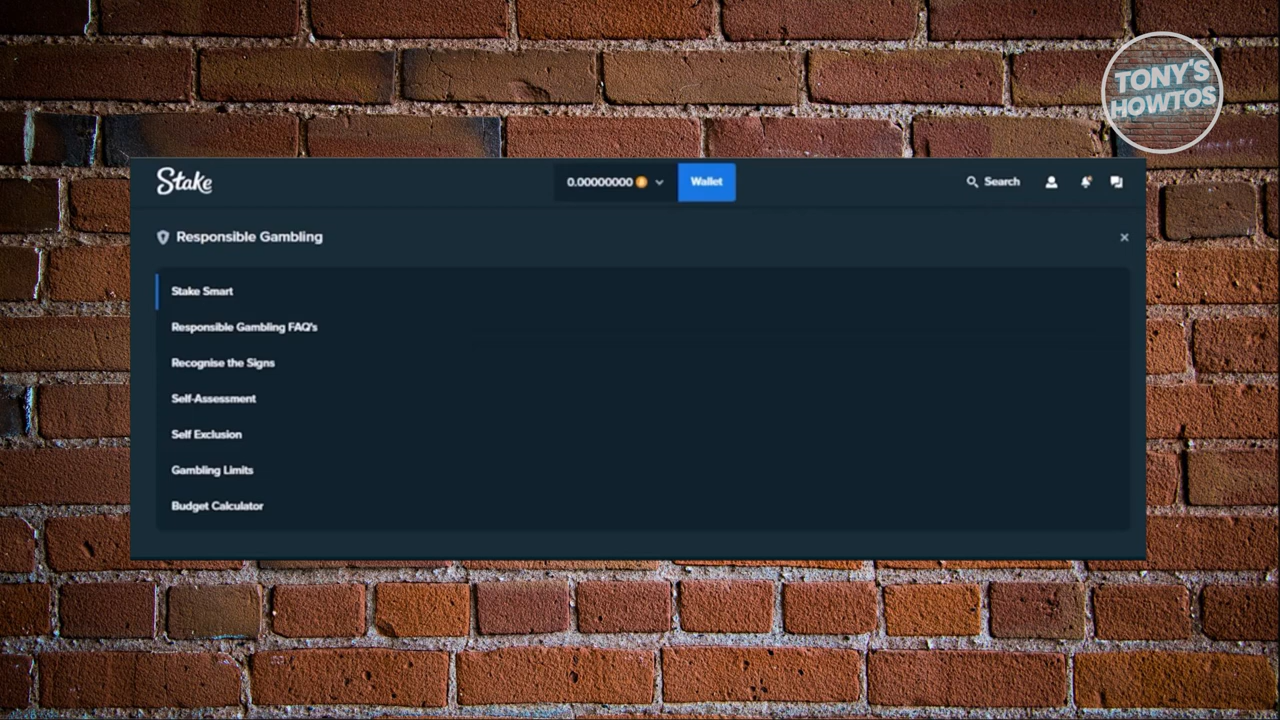 TONY'S
HOWTOS
Stake
0.00000000
Wallet
Search
Responsible Gambling
Stake Smart
Responsible Gambling FAQ's
Recognise the Signs
Self-Assessment
Self Exclusion
Gambling Limits
Budget Calculator